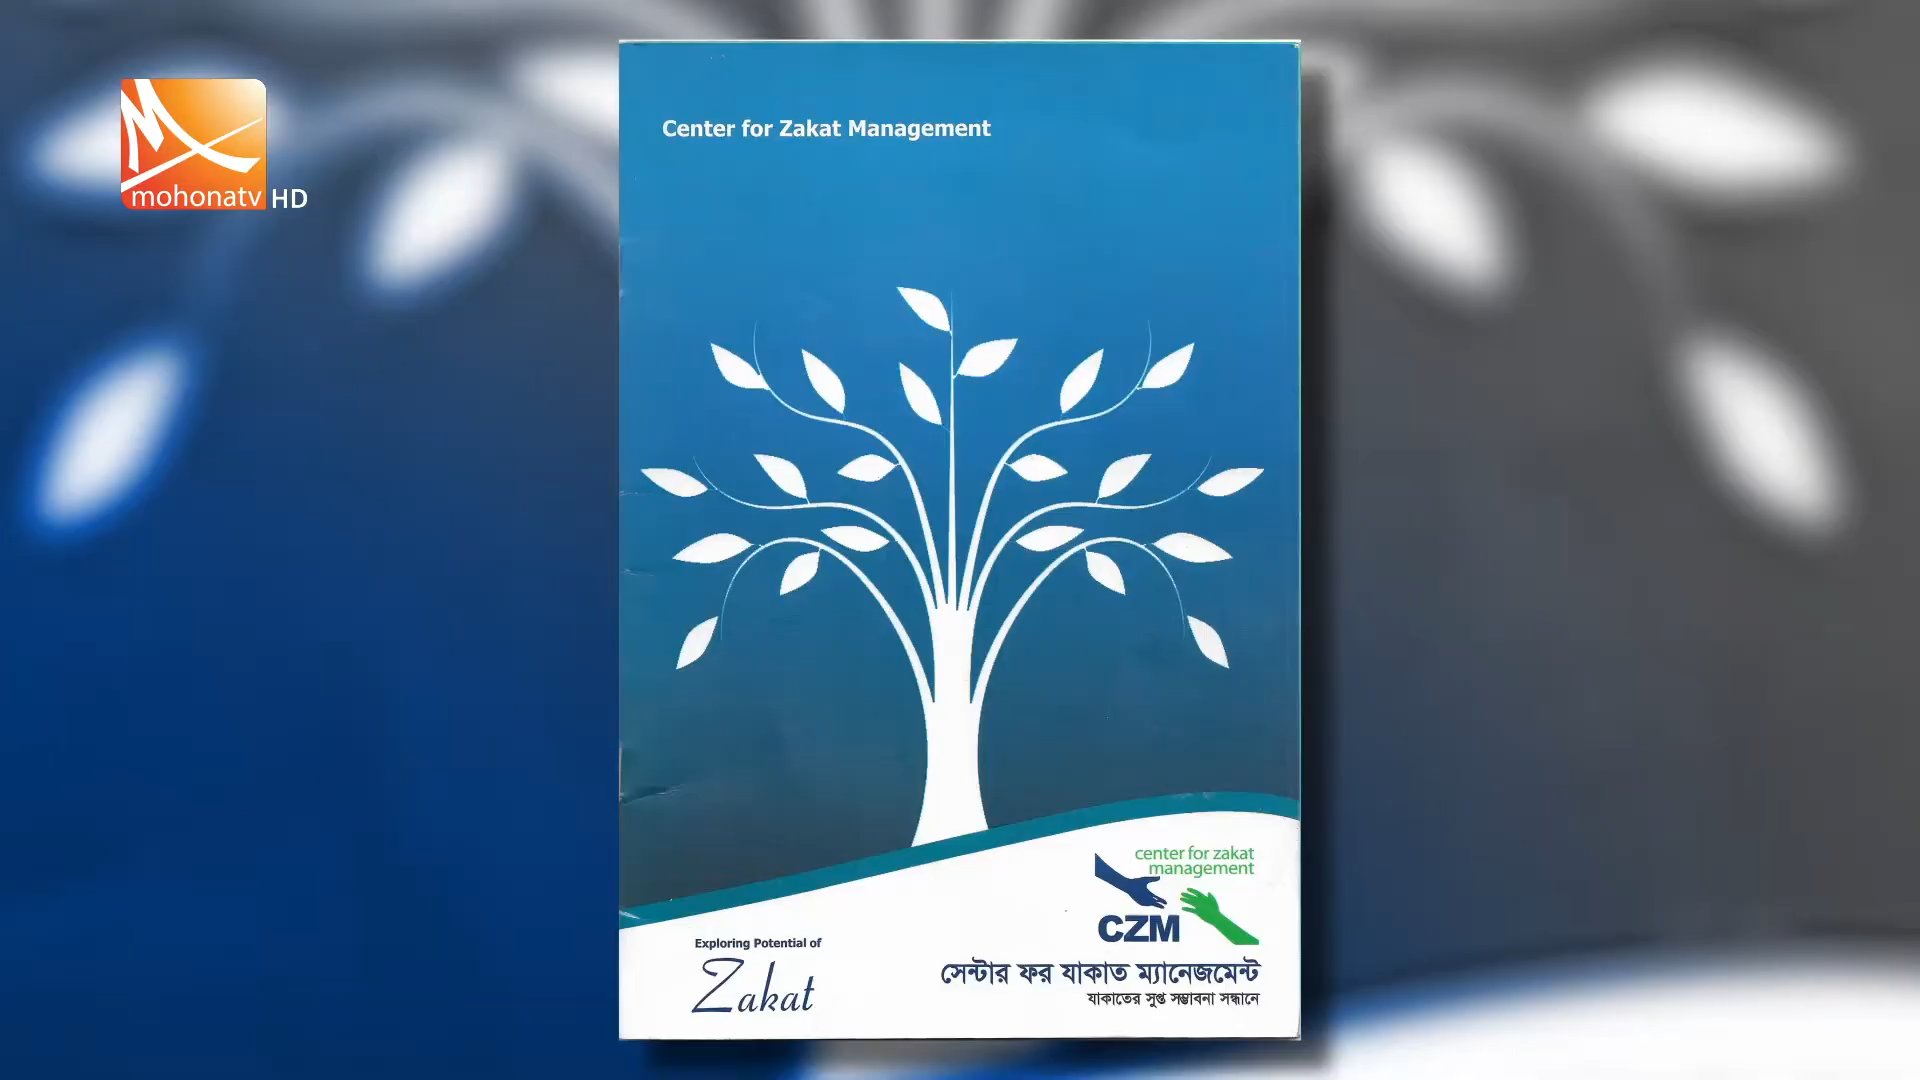 mohonatv HD
Center for Zakat Management
center for zakat
management
CZM
Exploring Potential of
Zakat
সেন্টার ফর যাকাত ম্যানেজমেন্ট
যাকাতের সুপ্ত সম্ভাবনা সন্ধানে